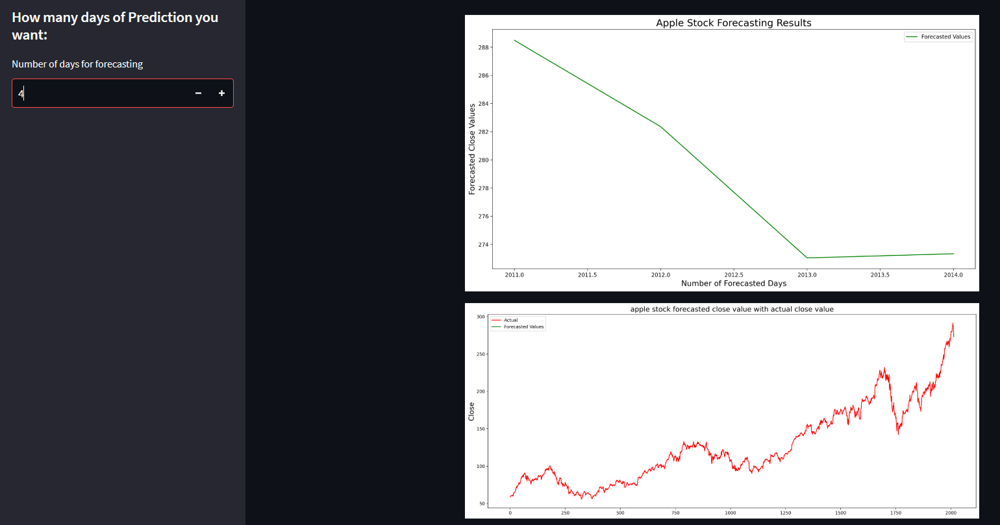 How many days of Prediction you
want:
Number of days for forecasting
4
Apple Stock Forecasting Results
Forecasted Values
Forecasted Close Values
288
286
284
282
280
278
276
274
2011.0 2011.5 2012.0 2012.5 2013.0 2013.5 2014.0
Number of Forecasted Days
apple stock forecasted close value with actual close value
Actual
Forecasted Values
Close
300
250
200
150
100
50
0 250 500 750 1000 1250 1500 1750 2000